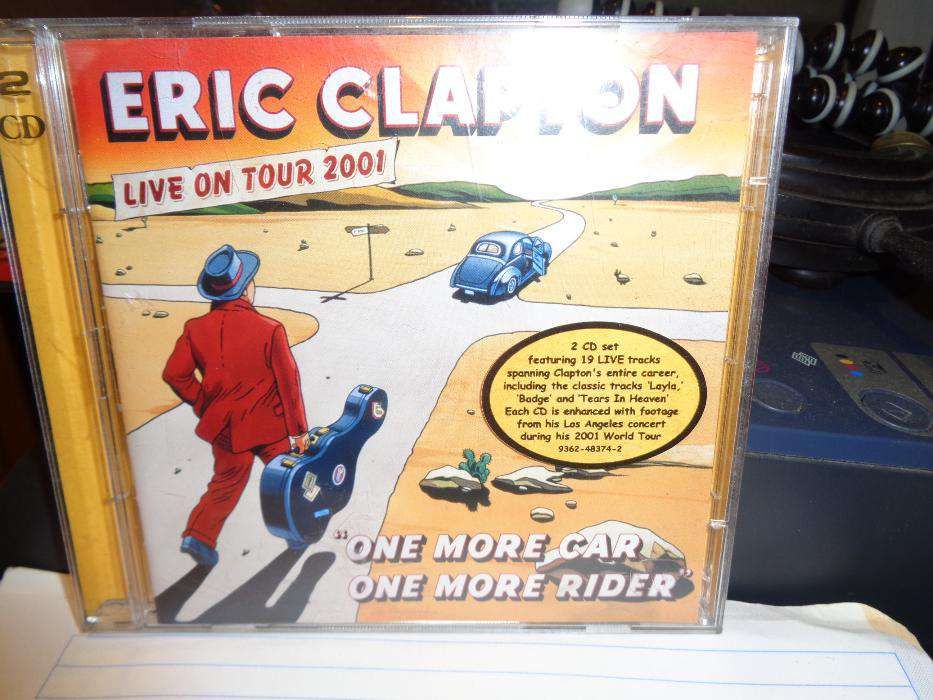 2
CD
ERIC CLAPTON
LIVE ON TOUR 2001
2 CD set
featuring 19 LIVE tracks
spanning Clapton's entire career,
including the classic tracks 'Layla,'
'Badge' and 'Tears In Heaven'
Each CD is enhanced with footage
from his Los Angeles concert
during his 2001 World Tour
9362-48374-2
"ONE MORE CAR
ONE MORE RIDER"